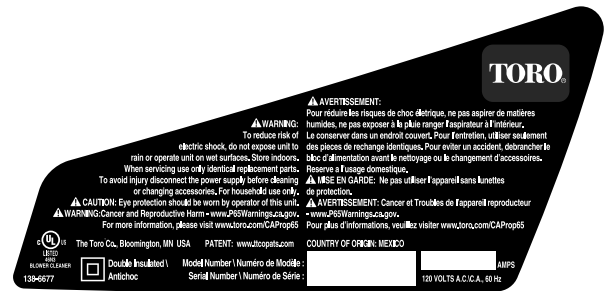 TORO®
⚠ WARNING:
To reduce risk of
electric shock, do not expose unit to
rain or operate unit on wet surfaces. Store indoors.
When servicing use only identical replacement parts.
To avoid injury disconnect the power supply before cleaning
or changing accessories. For household use only.
⚠ CAUTION: Eye protection should be worn by operator of this unit.
⚠ WARNING:Cancer and Reproductive Harm - www.P65Warnings.ca.gov.
For more information, please visit www.toro.com/CAProp65
⚠ AVERTISSEMENT:
Pour réduire les risques de choc életrique, ne pas aspirer de matières
humides, ne pas exposer à la pluie ranger l'aspirateur à l'intérieur.
Le conserver dans un endroit couvert. Pour l'entretien, utiliser seulement
des pieces de rechange identiques. Pour eviter un accident, debrancher le
bloc d'alimentation avant le nettoyage ou le changement d'accessoires.
Reserve a l'usage domestique.
⚠ MISE EN GARDE: Ne pas utiliser l'appareil sans lunettes
de protection.
⚠ AVERTISSEMENT: Cancer et Troubles de l'appareil reproducteur
- www.P65Warnings.ca.gov.
Pour plus d'informations, veuillez visiter www.toro.com/CAProp65
C UL US
LISTED
46N3
BLOWER CLEANER
138-6677
The Toro Co., Bloomington, MN USA PATENT: www.ttcopats.com
COUNTRY OF ORIGIN: MEXICO
Double Insulated \
Antichoc
Model Number \ Numéro de Modèle :
Serial Number \ Numéro de Série :
AMPS
120 VOLTS A.C./C.A., 60 Hz